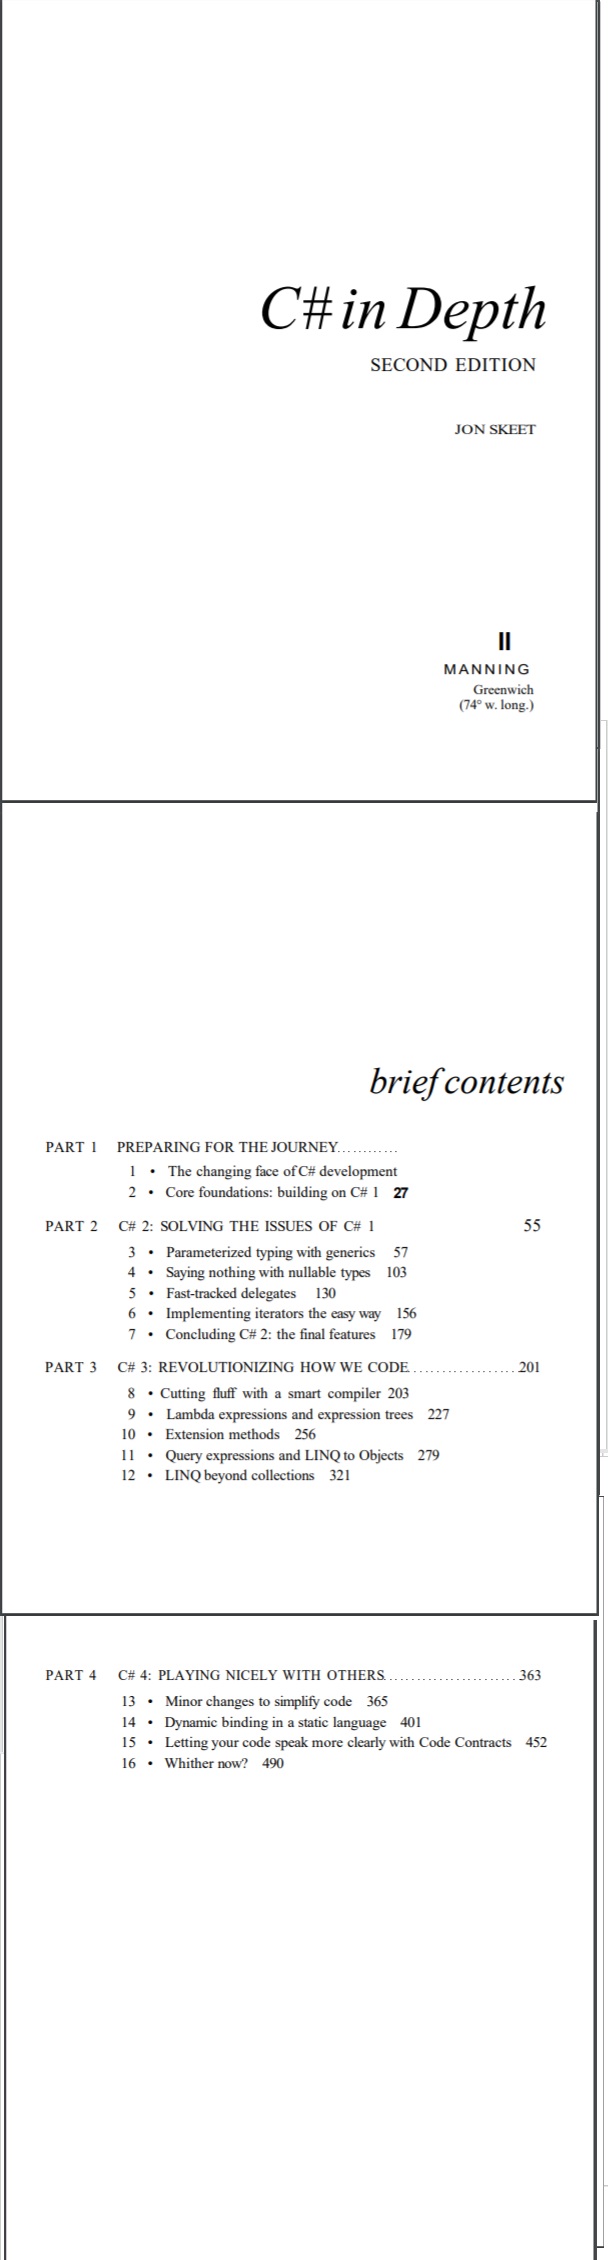 C# in Depth
SECOND EDITION
JON SKEET
MANNING
Greenwich
(74° w. long.)
brief contents
PART 1 PREPARING FOR THE JOURNEY............
1 • The changing face of C# development
2 • Core foundations: building on C# 1 27
PART 2 C# 2: SOLVING THE ISSUES OF C# 1 55
3 • Parameterized typing with generics 57
4 • Saying nothing with nullable types 103
5 • Fast-tracked delegates 130
6 • Implementing iterators the easy way 156
7 • Concluding C# 2: the final features 179
PART 3 C# 3: REVOLUTIONIZING HOW WE CODE..................201
8 • Cutting fluff with a smart compiler 203
9 • Lambda expressions and expression trees 227
10 • Extension methods 256
11 • Query expressions and LINQ to Objects 279
12 • LINQ beyond collections 321
PART 4 C# 4: PLAYING NICELY WITH OTHERS.......................363
13 • Minor changes to simplify code 365
14 • Dynamic binding in a static language 401
15 • Letting your code speak more clearly with Code Contracts 452
16 • Whither now? 490